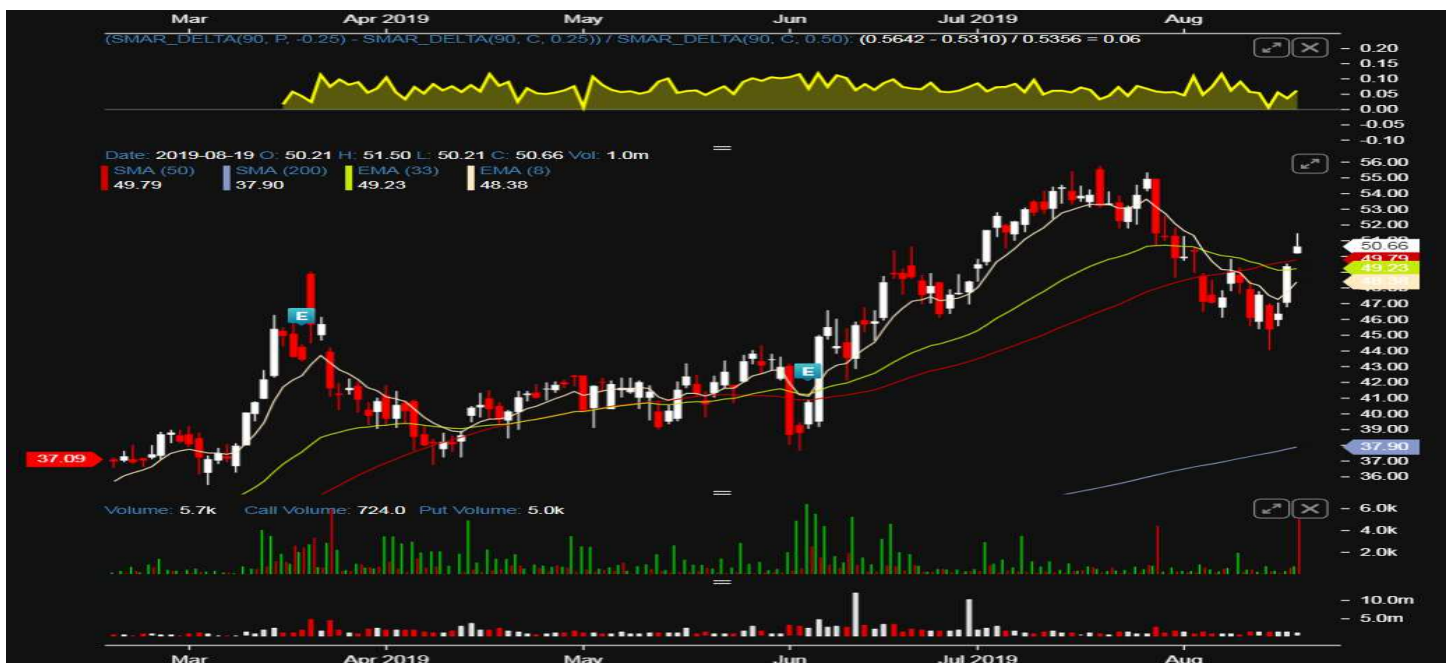 Mar Apr 2019 May Jun Jul 2019 Aug
(SMAR_DELTA(90, P, -0.25) - SMAR_DELTA(90, C, 0.25)) / SMAR_DELTA(90, C, 0.50): (0.5642 - 0.5310) / 0.5356 = 0.06
0.20
0.15
0.10
0.05
0.00
-0.05
-0.10
Date: 2019-08-19 O: 50.21 H: 51.50 L: 50.21 C: 50.66 Vol: 1.0m
SMA (50) SMA (200) EMA (33) EMA (8)
49.79 37.90 49.23 48.38
56.00
55.00
54.00
53.00
52.00
50.66
49.79
49.23
48.38
47.00
46.00
45.00
44.00
43.00
42.00
41.00
40.00
39.00
37.90
37.00
36.00
E
E
37.09
Volume: 5.7k Call Volume: 724.0 Put Volume: 5.0k
6.0k
4.0k
2.0k
10.0m
5.0m
Mar Apr 2019 May Jun Jul 2019 Aug